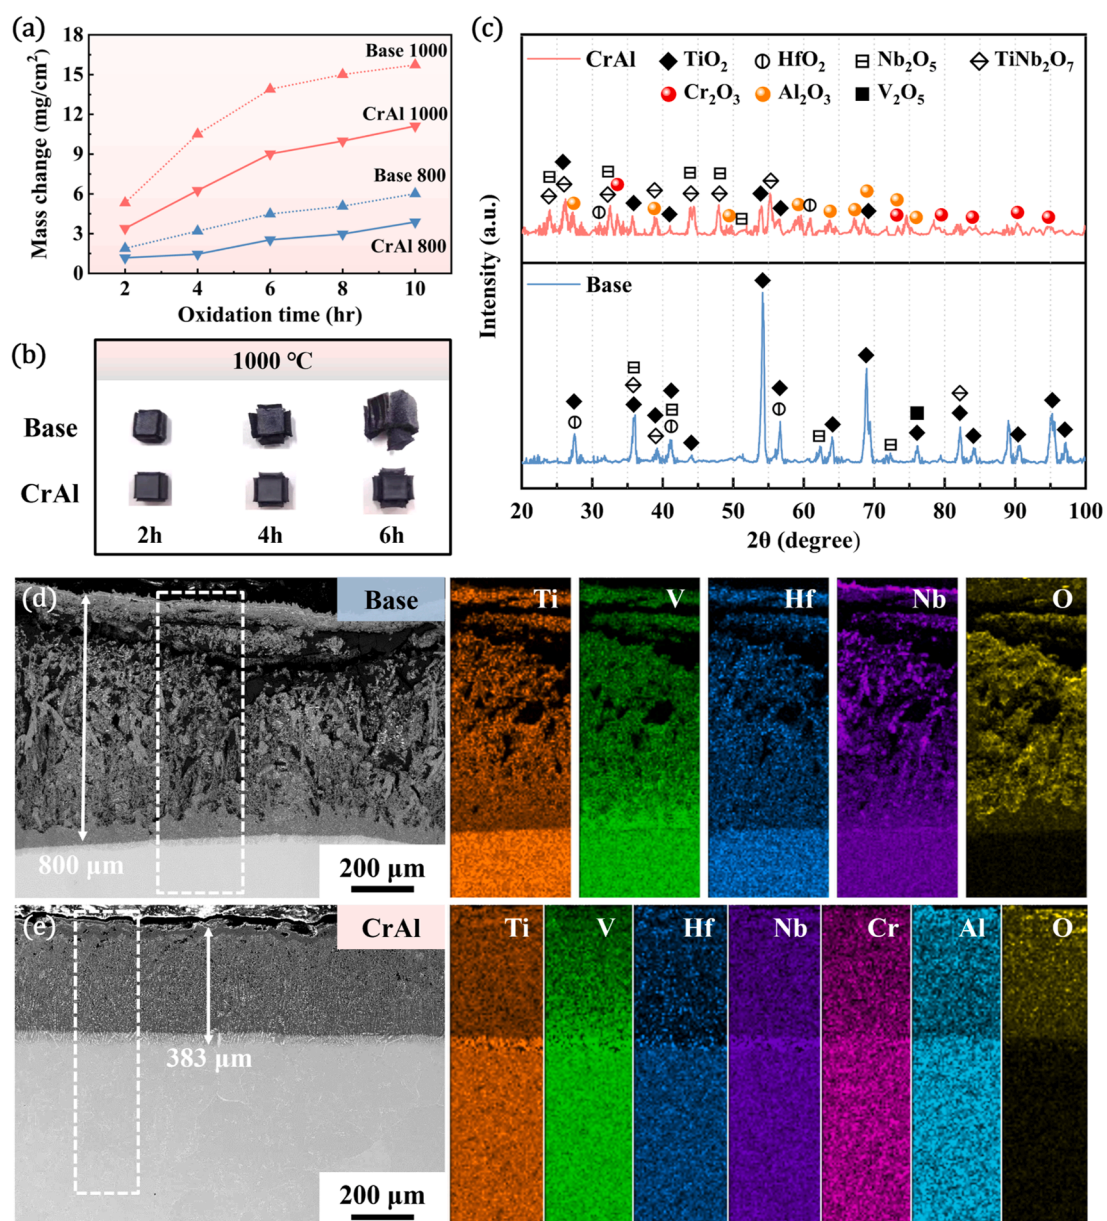 (a)
Mass change (mg/cm²)
18
15
12
9
6
3
0
Base 1000
CrAl 1000
Base 800
CrAl 800
2 4 6 8 10
Oxidation time (hr)
(b)
1000 ℃
Base
CrAl
2h 4h 6h
(c)
Intensity (a.u.)
CrAl
TiO₂ HfO₂ Nb₂O₅ TiNb₂O₇
Cr₂O₃ Al₂O₃ V₂O₅
Base
20 30 40 50 60 70 80 90 100
2θ (degree)
(d) Base Ti V Hf Nb O
800 μm
200 μm
(e) CrAl Ti V Hf Nb Cr Al O
383 μm
200 μm